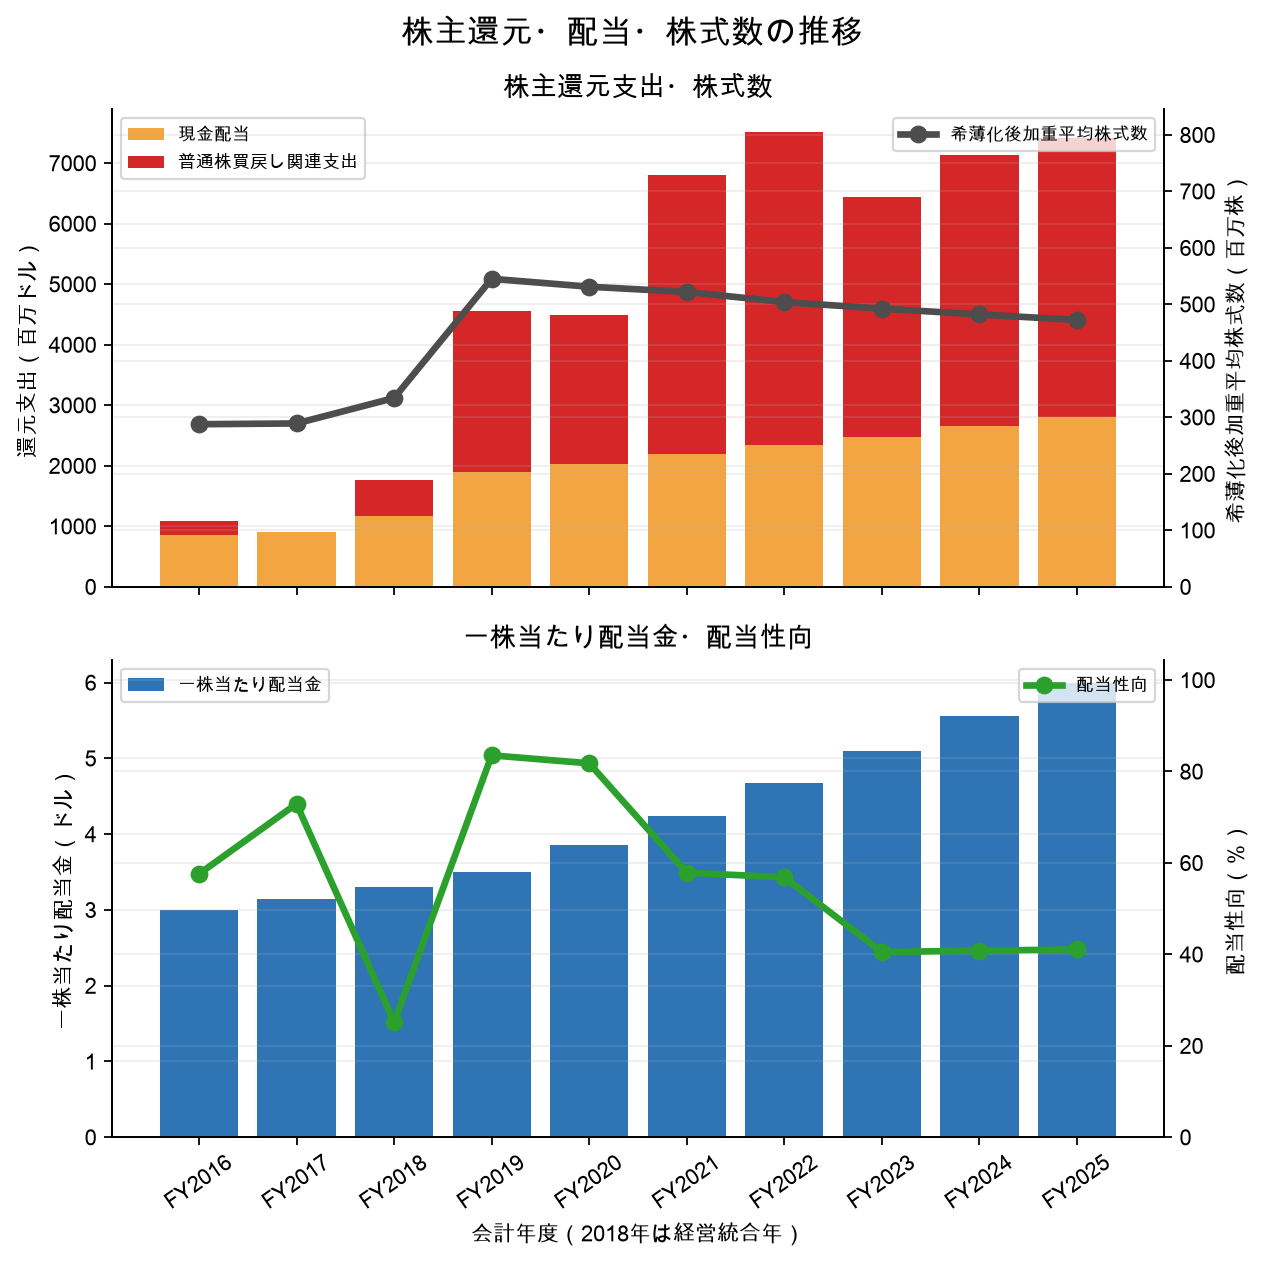 株主還元・配当・株式数の推移
株主還元支出・株式数
現金配当
普通株買戻し関連支出
希薄化後加重平均株式数
還元支出(百万ドル)
7000
6000
5000
4000
3000
2000
1000
0
800
700
600
500
400
300
200
100
0
希薄化後加重平均株式数(百万株)
一株当たり配当金・配当性向
一株当たり配当金
配当性向
一株当たり配当金(ドル)
6
5
4
3
2
1
0
100
80
60
40
20
0
配当性向(%)
FY2016
FY2017
FY2018
FY2019
FY2020
FY2021
FY2022
FY2023
FY2024
FY2025
会計年度(2018年は経営統合年)